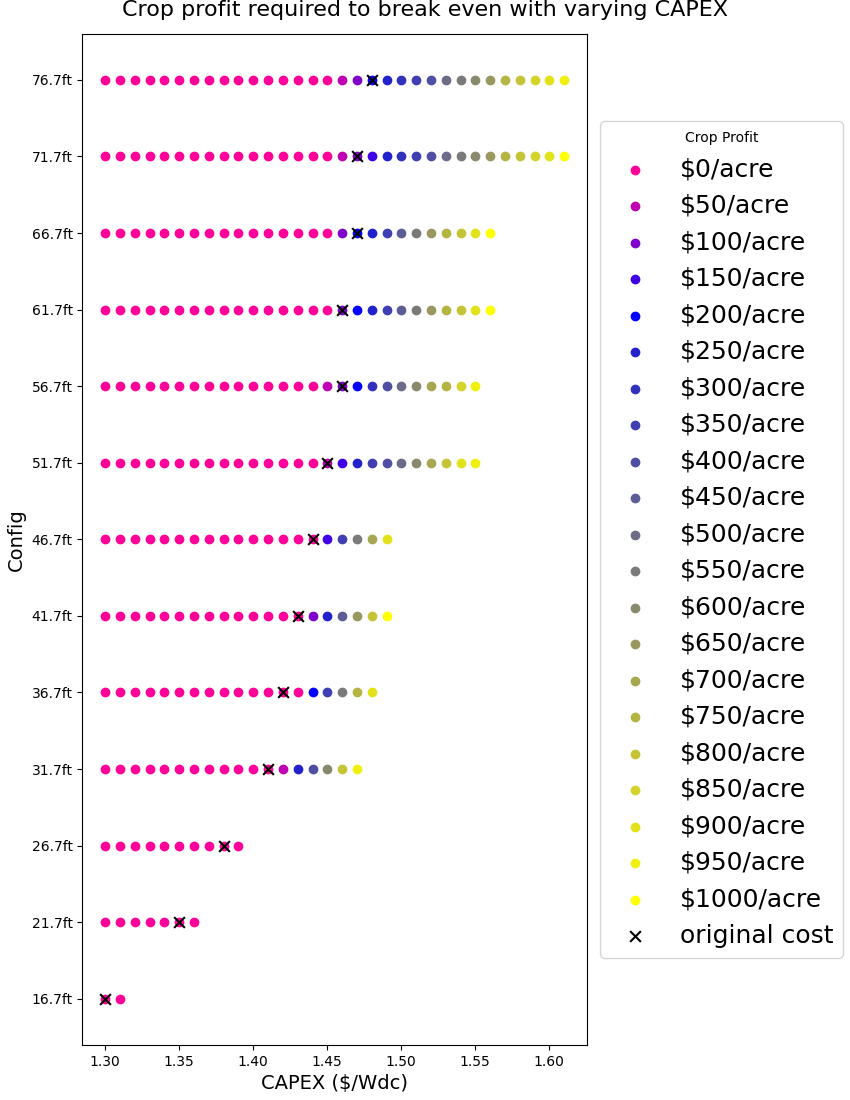 Crop profit required to break even with varying CAPEX
Config
76.7ft
71.7ft
66.7ft
61.7ft
56.7ft
51.7ft
46.7ft
41.7ft
36.7ft
31.7ft
26.7ft
21.7ft
16.7ft
1.30 1.35 1.40 1.45 1.50 1.55 1.60
CAPEX ($/Wdc)
Crop Profit
$0/acre
$50/acre
$100/acre
$150/acre
$200/acre
$250/acre
$300/acre
$350/acre
$400/acre
$450/acre
$500/acre
$550/acre
$600/acre
$650/acre
$700/acre
$750/acre
$800/acre
$850/acre
$900/acre
$950/acre
$1000/acre
original cost